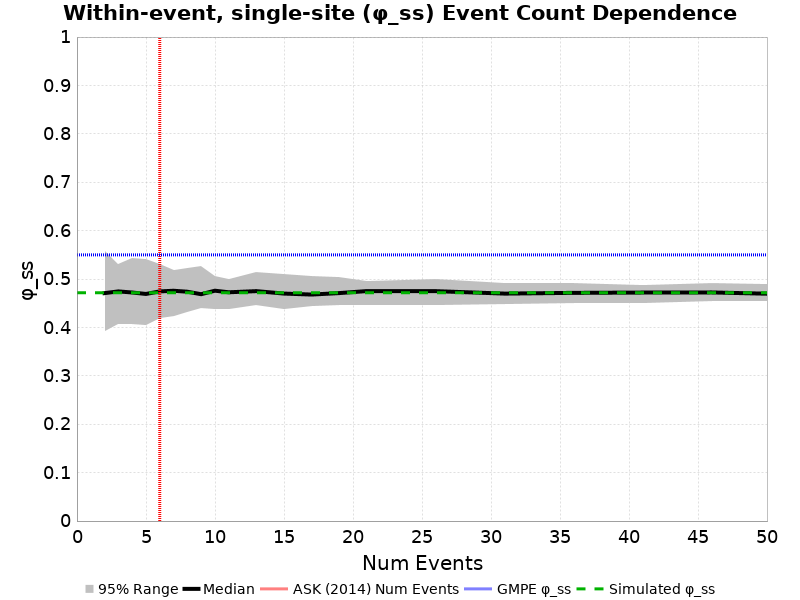 Within-event, single-site (φ_ss) Event Count Dependence
1
0.9
0.8
0.7
0.6
0.5
0.4
0.3
0.2
0.1
0
φ_ss
0 5 10 15 20 25 30 35 40 45 50
Num Events
95% Range Median ASK (2014) Num Events GMPE φ_ss Simulated φ_ss